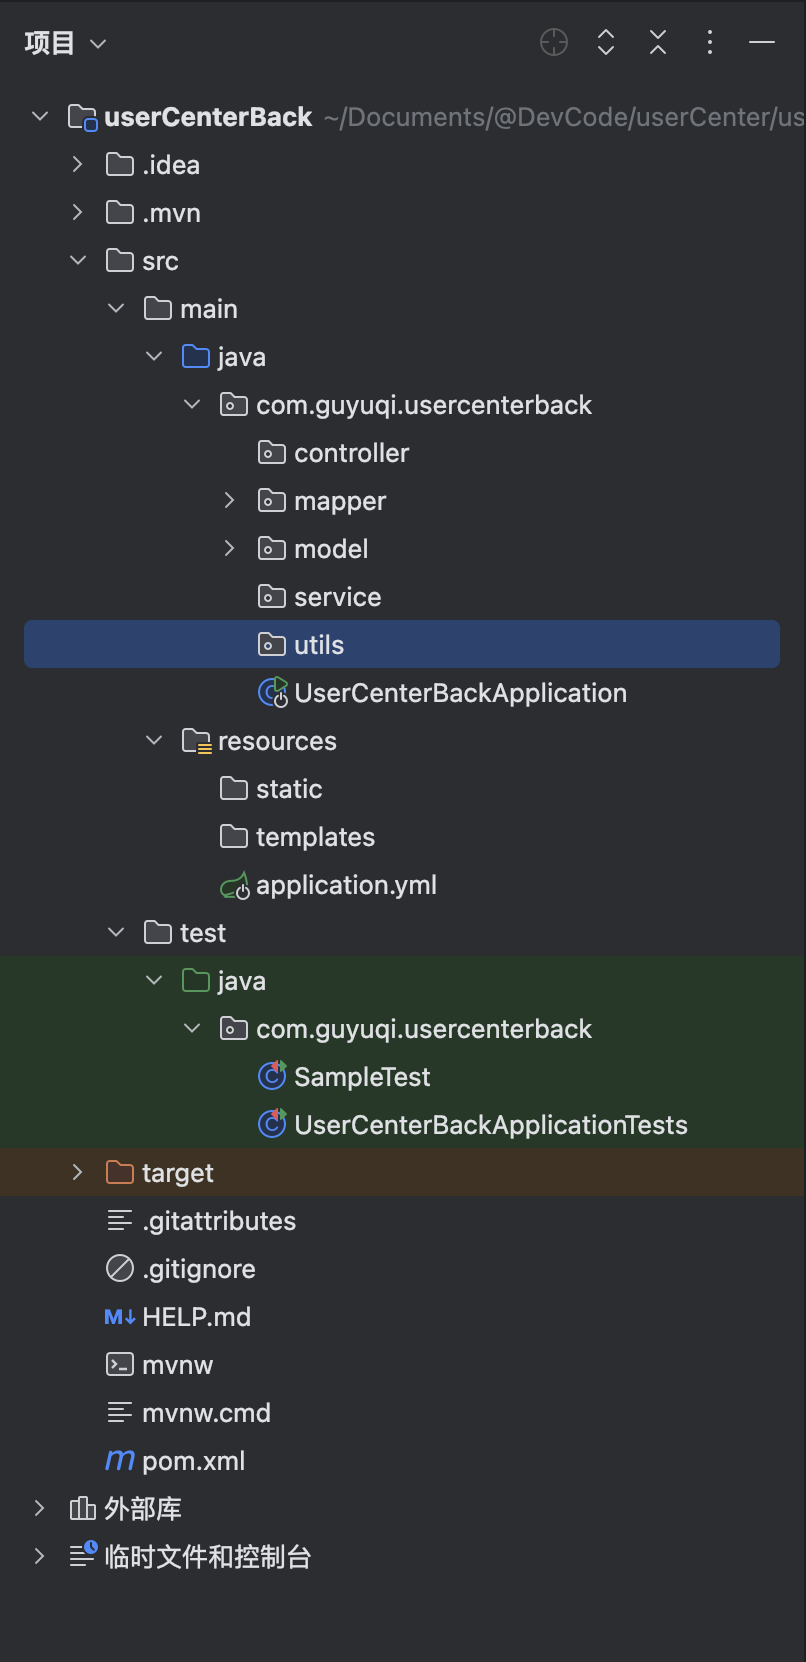 项目
userCenterBack ~/Documents/@DevCode/userCenter/us
.idea
.mvn
src
main
java
com.guyuqi.usercenterback
controller
mapper
model
service
utils
UserCenterBackApplication
resources
static
templates
application.yml
test
java
com.guyuqi.usercenterback
SampleTest
UserCenterBackApplicationTests
target
.gitattributes
.gitignore
HELP.md
mvnw
mvnw.cmd
pom.xml
外部库
临时文件和控制台